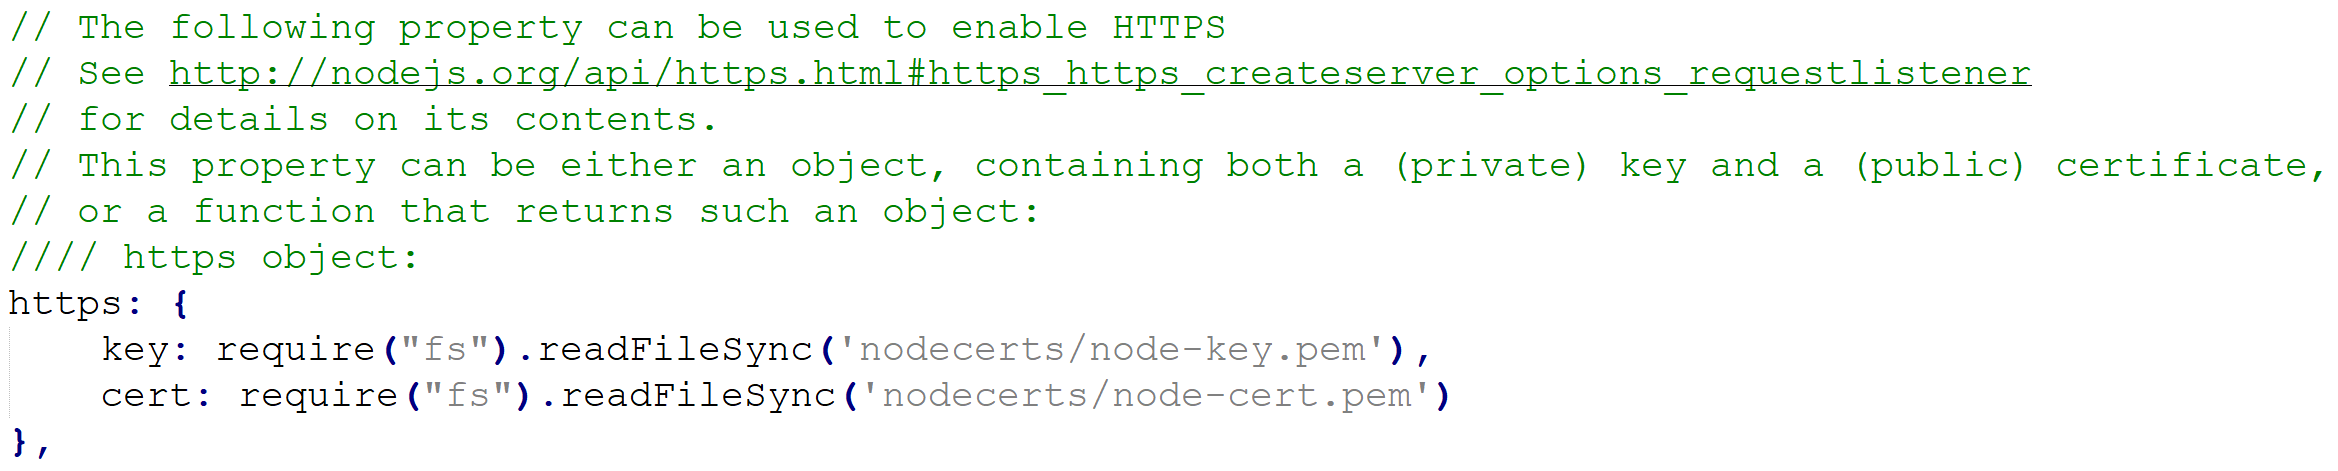 // The following property can be used to enable HTTPS
// See http://nodejs.org/api/https.html#https_https_createserver_options_requestlistener
// for details on its contents.
// This property can be either an object, containing both a (private) key and a (public) certificate,
// or a function that returns such an object:
//// https object:
https: {
    key: require("fs").readFileSync('nodecerts/node-key.pem'),
    cert: require("fs").readFileSync('nodecerts/node-cert.pem')
},